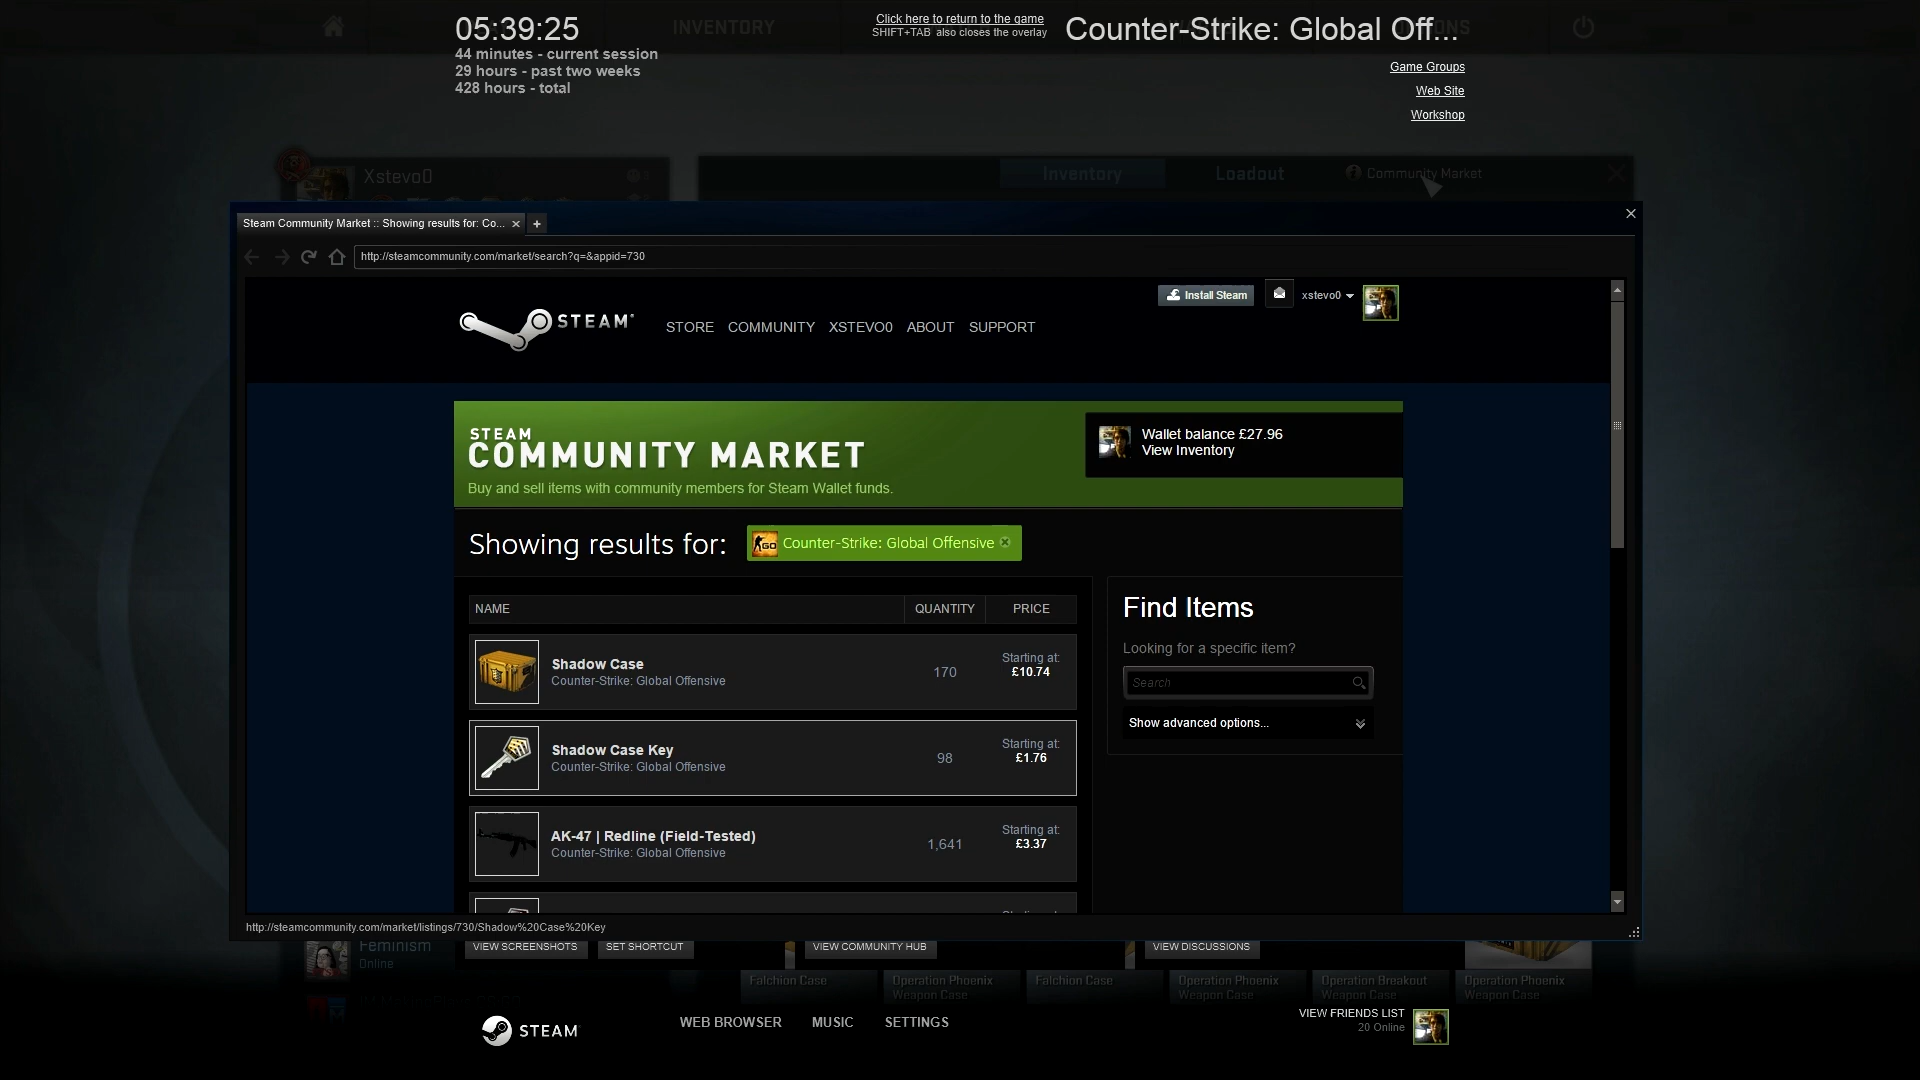 05:39:25
44 minutes - current session
29 hours - past two weeks
428 hours - total
INVENTORY
Click here to return to the game
SHIFT+TAB also closes the overlay
Counter-Strike: Global Off...
Game Groups
Web Site
Workshop
Xstevo0
Inventory
Loadout
Community Market
Steam Community Market :: Showing results for: Co...
http://steamcommunity.com/market/search?q=&appid=730
Install Steam
xstevo0
STEAM
STORE
COMMUNITY
XSTEVO0
ABOUT
SUPPORT
STEAM
COMMUNITY MARKET
Buy and sell items with community members for Steam Wallet funds.
Wallet balance £27.96
View Inventory
Showing results for:
GO
Counter-Strike: Global Offensive
NAME
QUANTITY
PRICE
Shadow Case
Counter-Strike: Global Offensive
170
Starting at:
£10.74
Shadow Case Key
Counter-Strike: Global Offensive
98
Starting at:
£1.76
AK-47 | Redline (Field-Tested)
Counter-Strike: Global Offensive
1,641
Starting at:
£3.37
Find Items
Looking for a specific item?
Search
Show advanced options...
http://steamcommunity.com/market/listings/730/Shadow%20Case%20Key
Feminism
Online
VIEW SCREENSHOTS
SET SHORTCUT
VIEW COMMUNITY HUB
VIEW DISCUSSIONS
Falchion Case
Operation Phoenix
Weapon Case
Falchion Case
Operation Phoenix
Weapon Case
Operation Breakout
Weapon Case
Operation Phoenix
Weapon Case
STEAM
WEB BROWSER
MUSIC
SETTINGS
VIEW FRIENDS LIST
20 Online